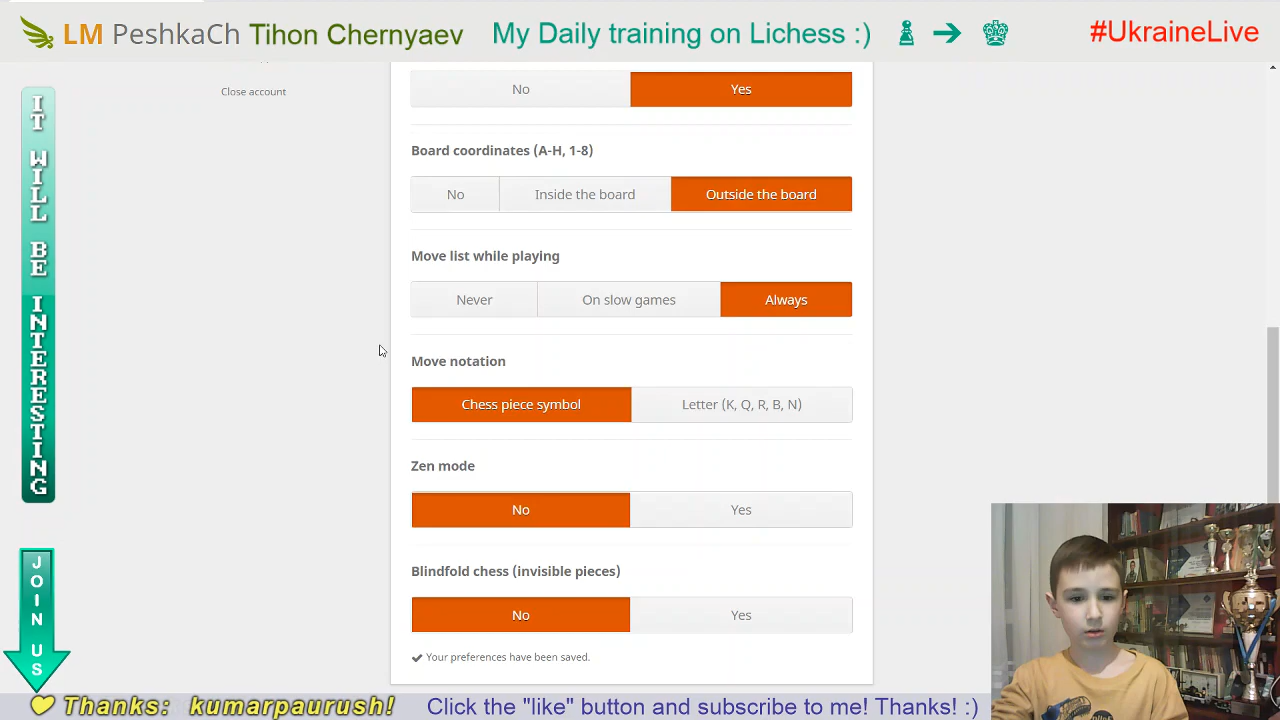 LM PeshkaCh Tihon Chernyaev
My Daily training on Lichess :)
#UkraineLive
IT WILL BE INTERESTING
JOIN US
Close account
No
Yes
Board coordinates (A-H, 1-8)
No
Inside the board
Outside the board
Move list while playing
Never
On slow games
Always
Move notation
Chess piece symbol
Letter (K, Q, R, B, N)
Zen mode
No
Yes
Blindfold chess (invisible pieces)
No
Yes
Your preferences have been saved.
Thanks: kumarpaurush!
Click the "like" button and subscribe to me! Thanks! :)